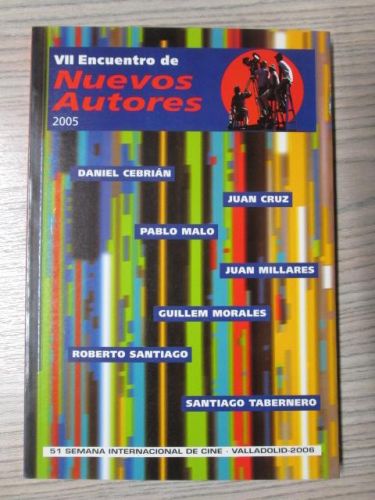 VII Encuentro de
Nuevos
Autores
2005
DANIEL CEBRIÁN
JUAN CRUZ
PABLO MALO
JUAN MILLARES
GUILLEM MORALES
ROBERTO SANTIAGO
SANTIAGO TABERNERO
51 SEMANA INTERNACIONAL DE CINE · VALLADOLID-2006